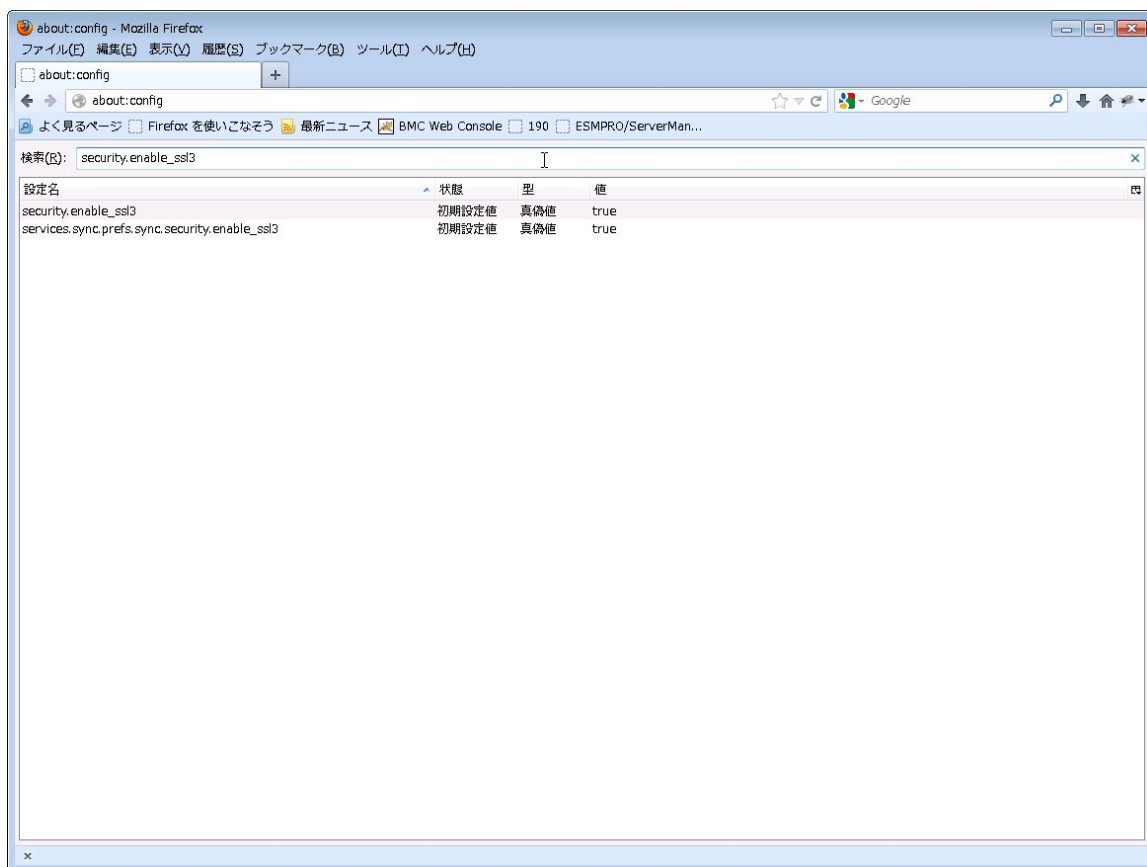 about:config - Mozilla Firefox
ファイル(F) 編集(E) 表示(V) 履歴(S) ブックマーク(B) ツール(T) ヘルプ(H)
about:config
about:config Google
よく見るページ Firefox を使いこなそう 最新ニュース BMC Web Console 190 ESMPRO/ServerMan...
検索(R): security.enable_ssl3
設定名 状態 型 値
security.enable_ssl3 初期設定値 真偽値 true
services.sync.prefs.sync.security.enable_ssl3 初期設定値 真偽値 true